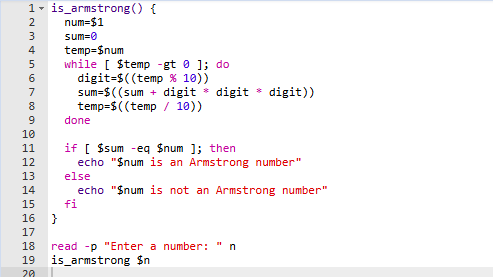 1 is_armstrong() {
2 num=$1
3 sum=0
4 temp=$num
5 while [ $temp -gt 0 ]; do
6 digit=$((temp % 10))
7 sum=$((sum + digit * digit * digit))
8 temp=$((temp / 10))
9 done
10
11 if [ $sum -eq $num ]; then
12 echo "$num is an Armstrong number"
13 else
14 echo "$num is not an Armstrong number"
15 fi
16 }
17
18 read -p "Enter a number: " n
19 is_armstrong $n
20